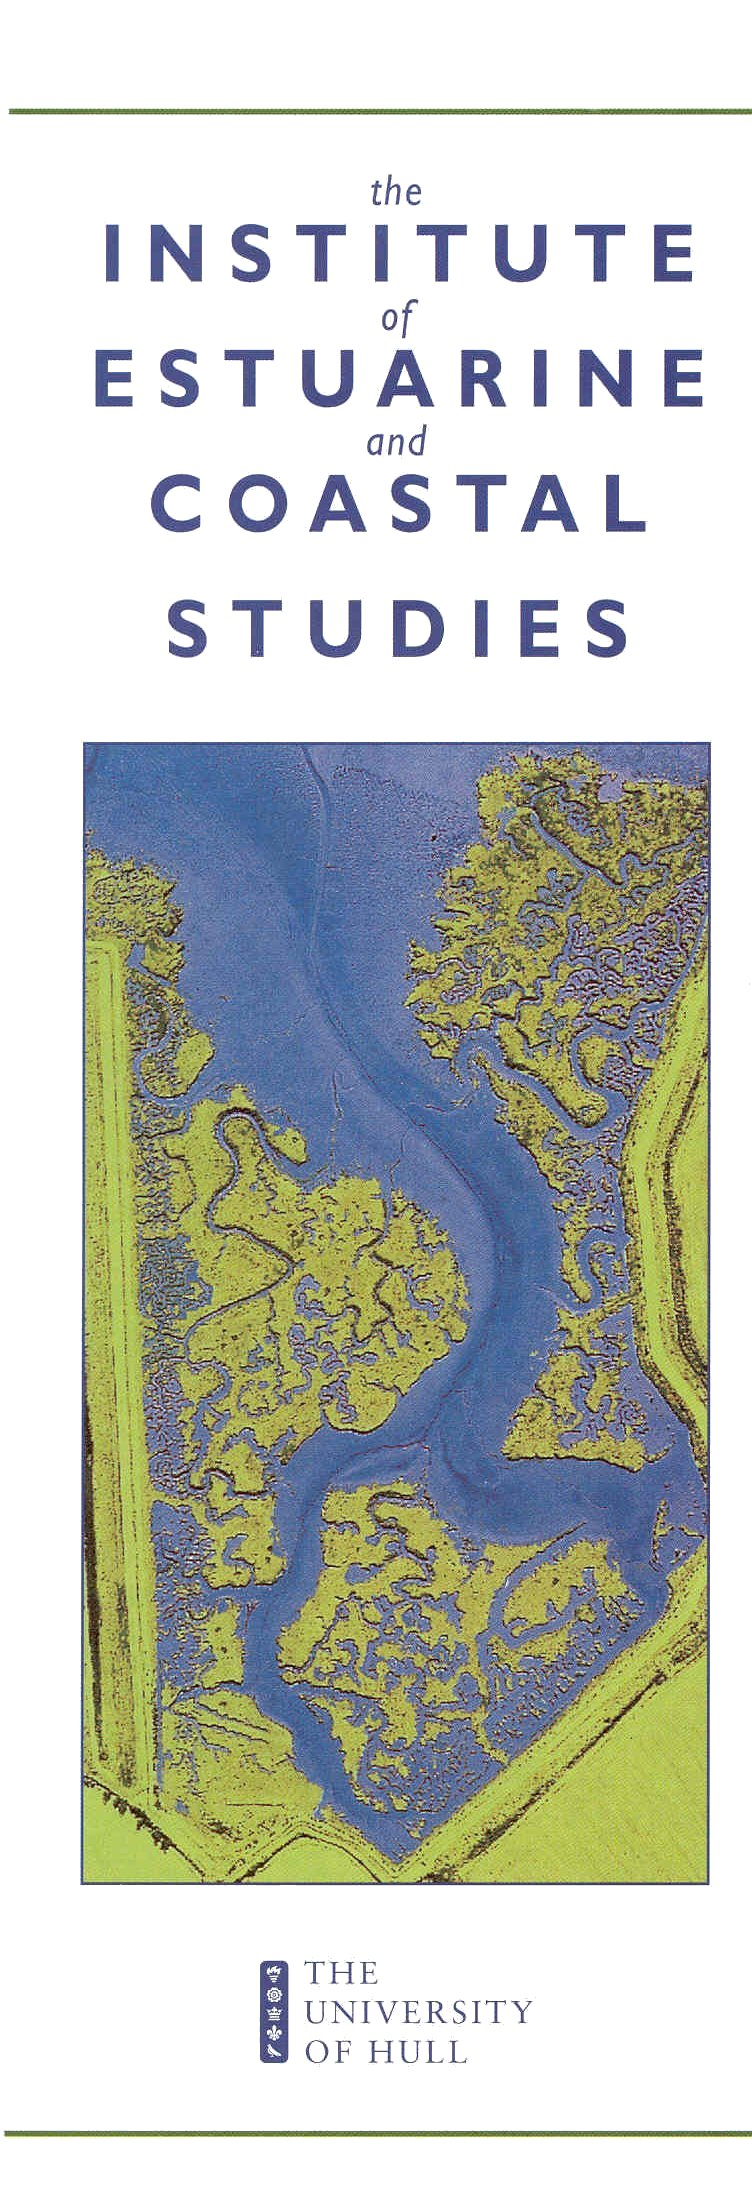 the
INSTITUTE
of
ESTUARINE
and
COASTAL
STUDIES
THE
UNIVERSITY
OF HULL